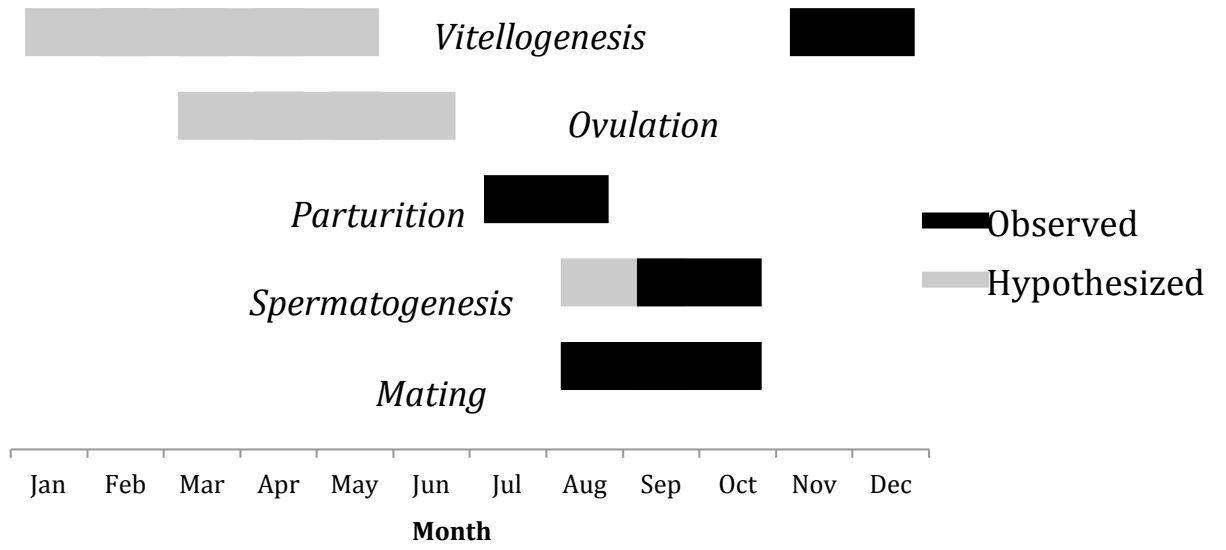 Vitellogenesis
Ovulation
Parturition
Observed
Spermatogenesis
Hypothesized
Mating
Jan Feb Mar Apr May Jun Jul Aug Sep Oct Nov Dec
Month